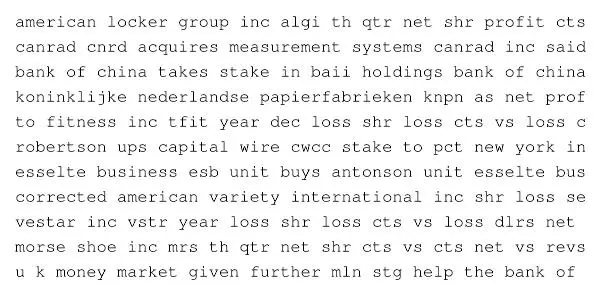 american locker group inc algi th qtr net shr profit cts
canrad cnrd acquires measurement systems canrad inc said
bank of china takes stake in baii holdings bank of china
koninklijke nederlandse papierfabrieken knpn as net prof
to fitness inc tfit year dec loss shr loss cts vs loss c
robertson ups capital wire cwcc stake to pct new york in
esselte business esb unit buys antonson unit esselte bus
corrected american variety international inc shr loss se
vestar inc vstr year loss shr loss cts vs loss dlrs net
morse shoe inc mrs th qtr net shr cts vs cts net vs revs
u k money market given further mln stg help the bank of